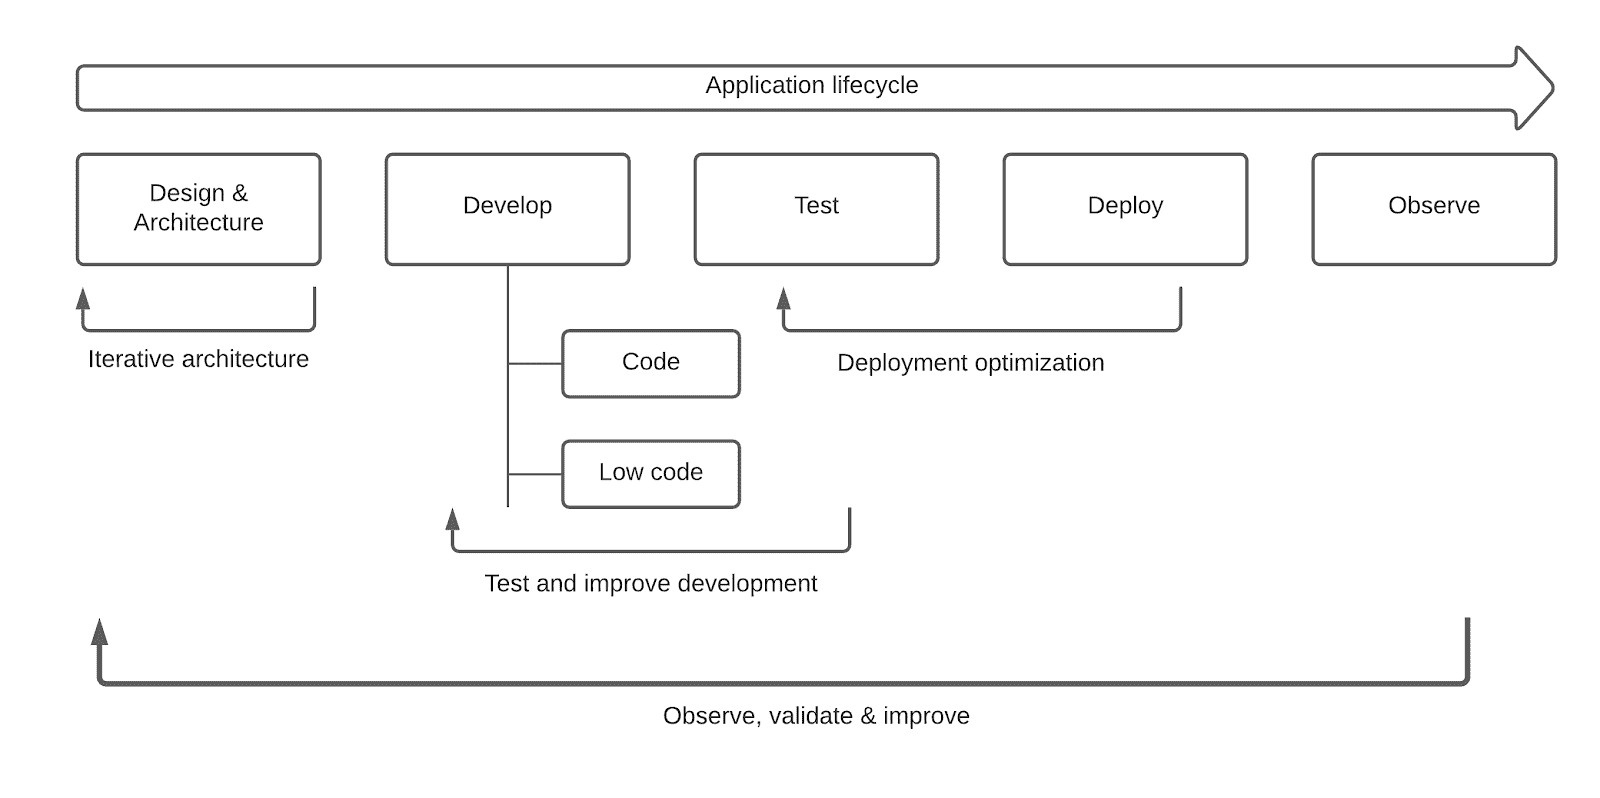 Application lifecycle
Design &
Architecture
Develop
Test
Deploy
Observe
Iterative architecture
Code
Deployment optimization
Low code
Test and improve development
Observe, validate & improve